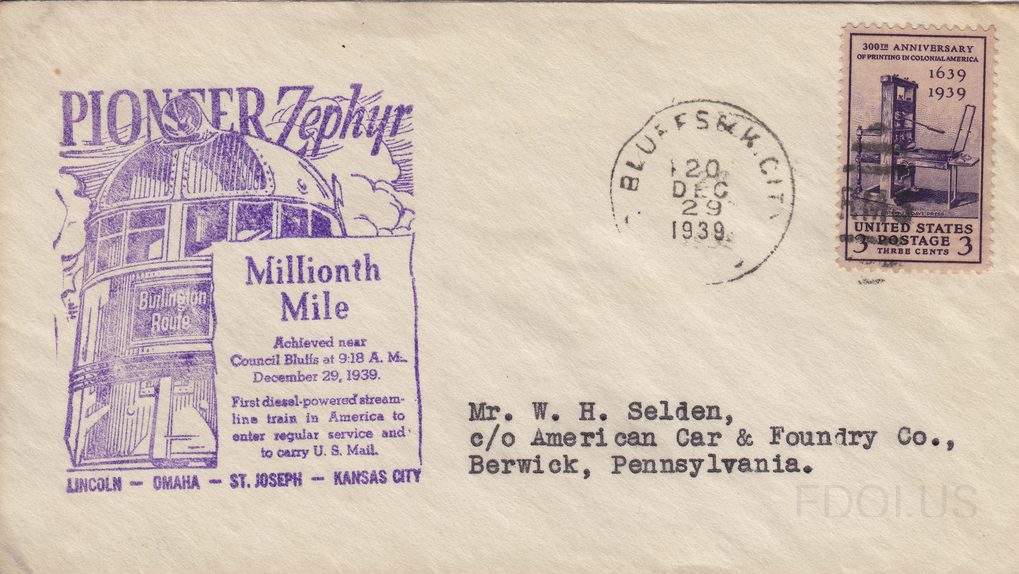 PIONEER Zephyr
Burlington
Route
Millionth
Mile
Achieved near
Council Bluffs at 9:18 A. M.
December 29, 1939.
First diesel-powered stream-
line train in America to
enter regular service and
to carry U. S. Mail.
LINCOLN — OMAHA — ST. JOSEPH — KANSAS CITY
BLUFFS & K. CITY
20
DEC
29
1939
300TH ANNIVERSARY
OF PRINTING IN COLONIAL AMERICA
1639
1939
UNITED STATES
3 POSTAGE 3
THREE CENTS
Mr. W. H. Selden,
c/o American Car & Foundry Co.,
Berwick, Pennsylvania.
FDOI.US